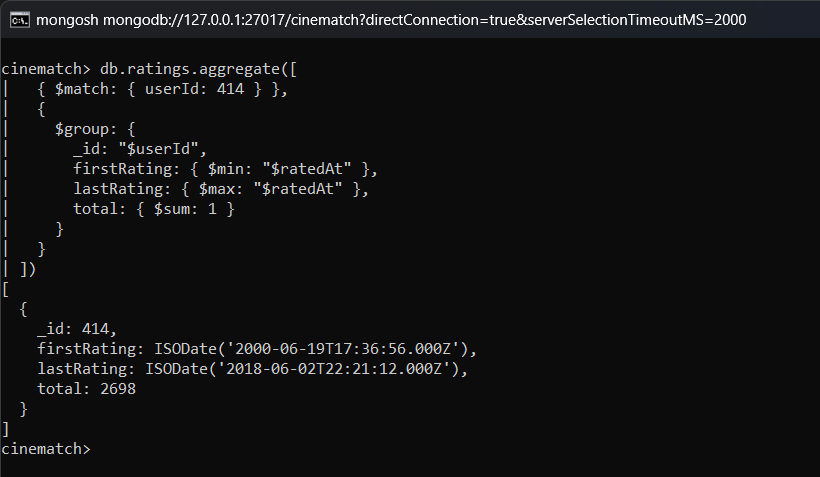 mongosh mongodb://127.0.0.1:27017/cinematch?directConnection=true&serverSelectionTimeoutMS=2000
cinematch> db.ratings.aggregate([
|   { $match: { userId: 414 } },
|   {
|     $group: {
|       _id: "$userId",
|       firstRating: { $min: "$ratedAt" },
|       lastRating: { $max: "$ratedAt" },
|       total: { $sum: 1 }
|     }
|   }
| ])
[
  {
    _id: 414,
    firstRating: ISODate('2000-06-19T17:36:56.000Z'),
    lastRating: ISODate('2018-06-02T22:21:12.000Z'),
    total: 2698
  }
]
cinematch>